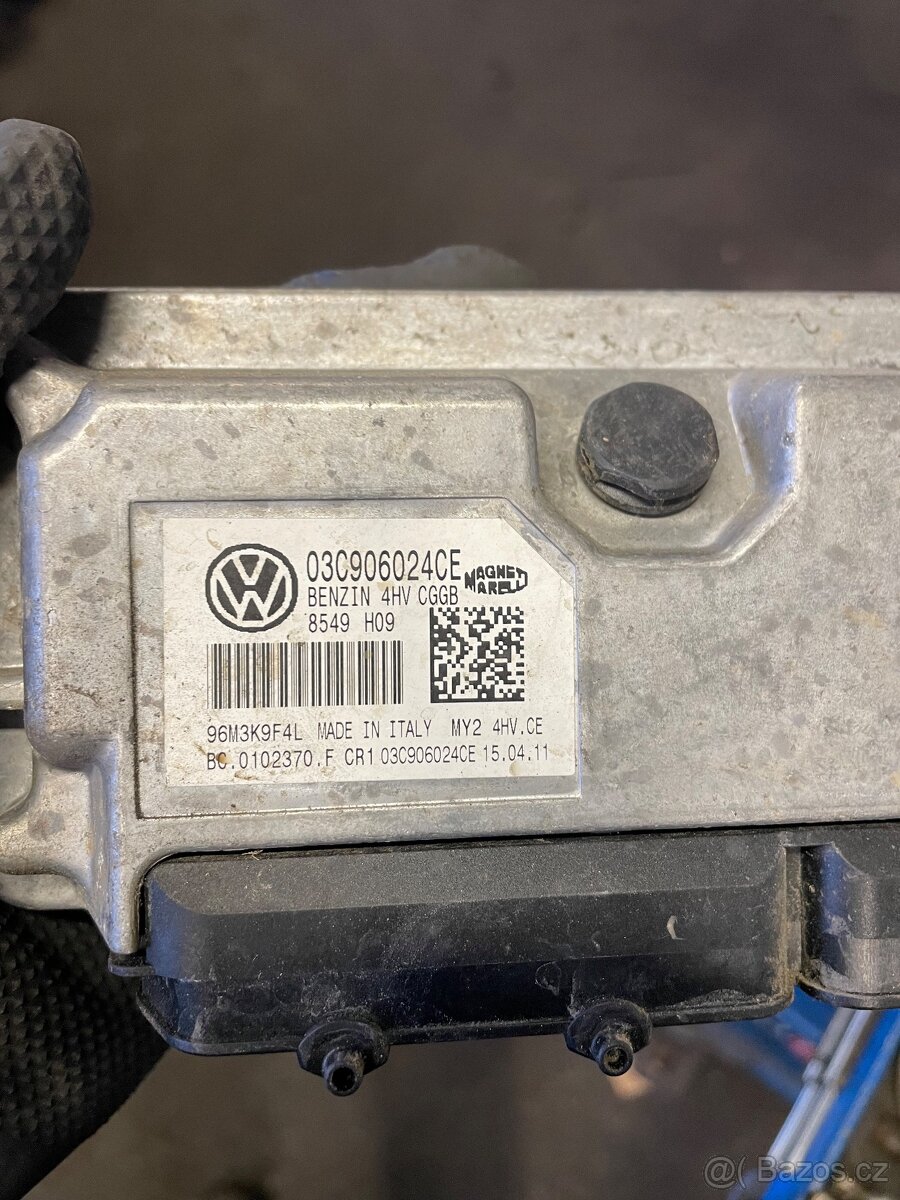 03C906024CE
MAGNETI
MARELLI
BENZIN 4HV CGGB
8549 H09
96M3K9F4L MADE IN ITALY MY2 4HV.CE
BC.0102370.F CR1 03C906024CE 15.04.11
@( Bazos.cz